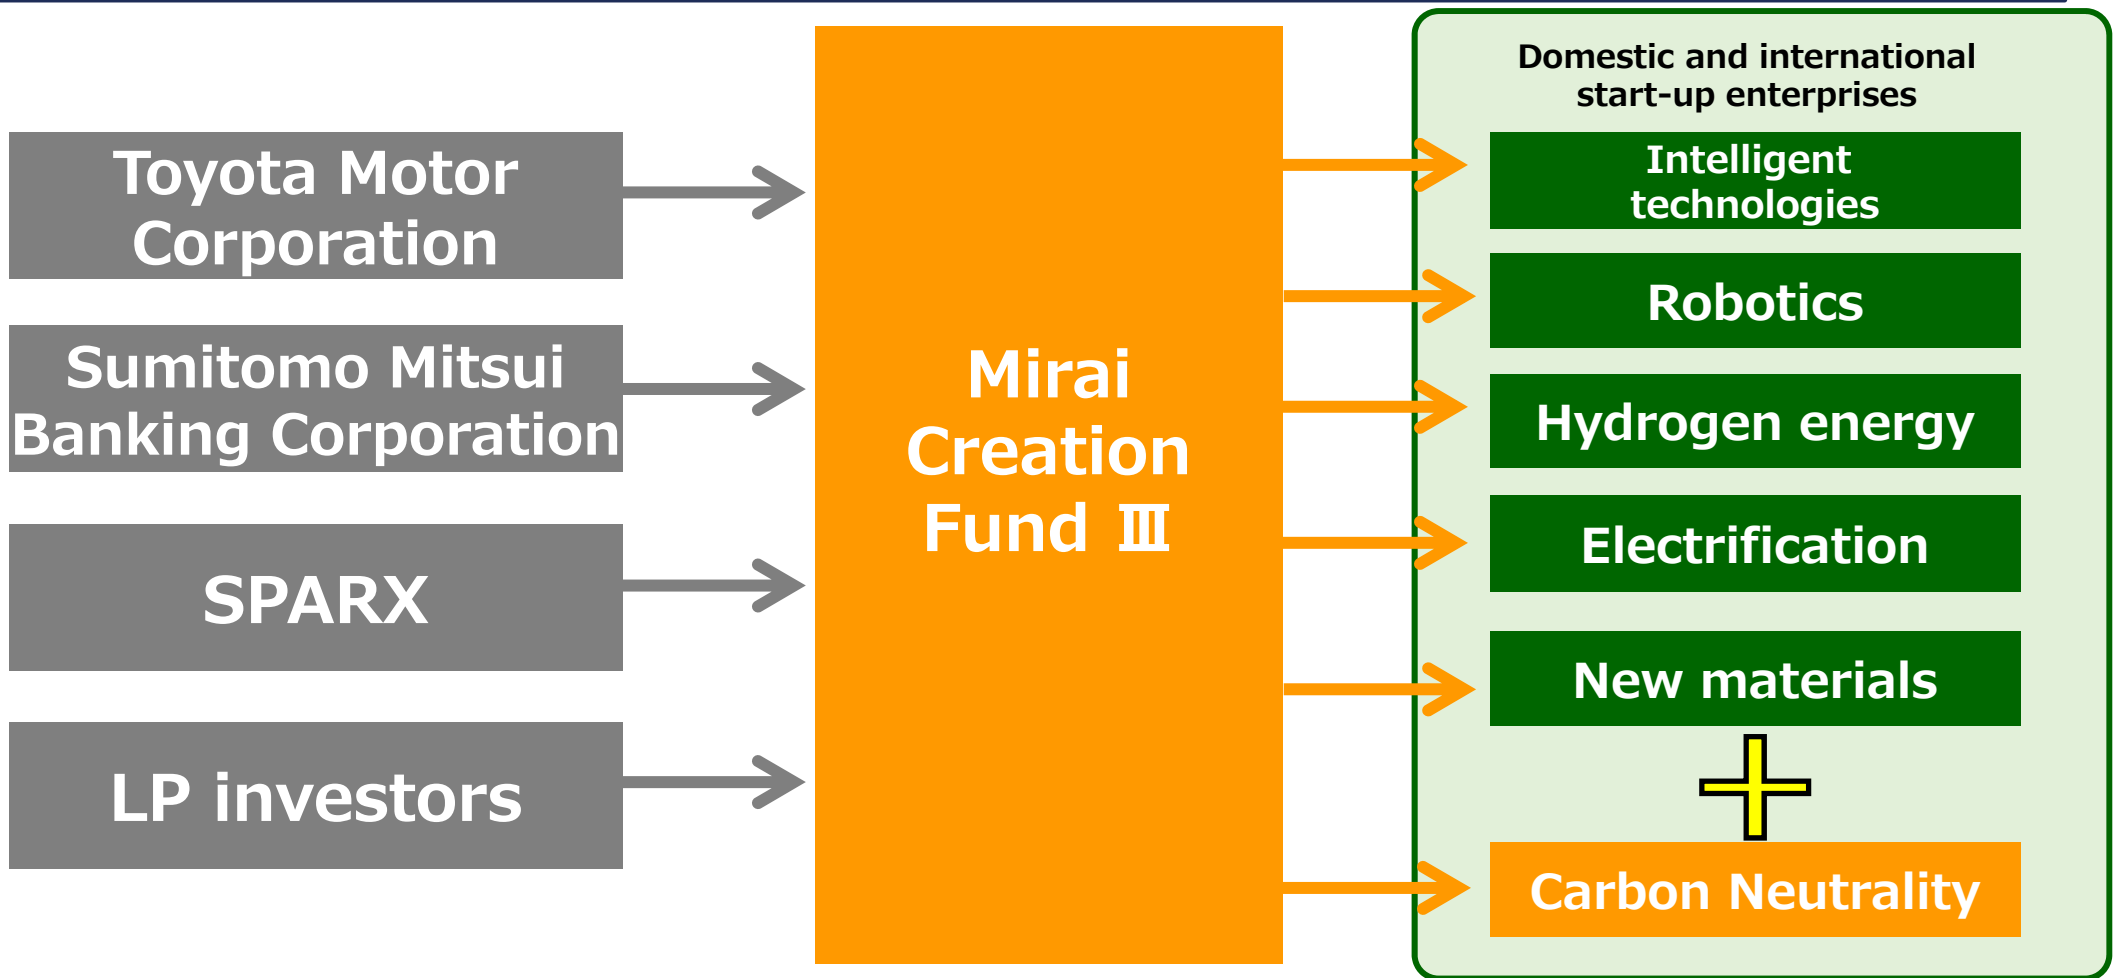 Toyota Motor
Corporation
Sumitomo Mitsui
Banking Corporation
SPARX
LP investors
Mirai
Creation
Fund Ⅲ
Domestic and international
start-up enterprises
Intelligent
technologies
Robotics
Hydrogen energy
Electrification
New materials
Carbon Neutrality